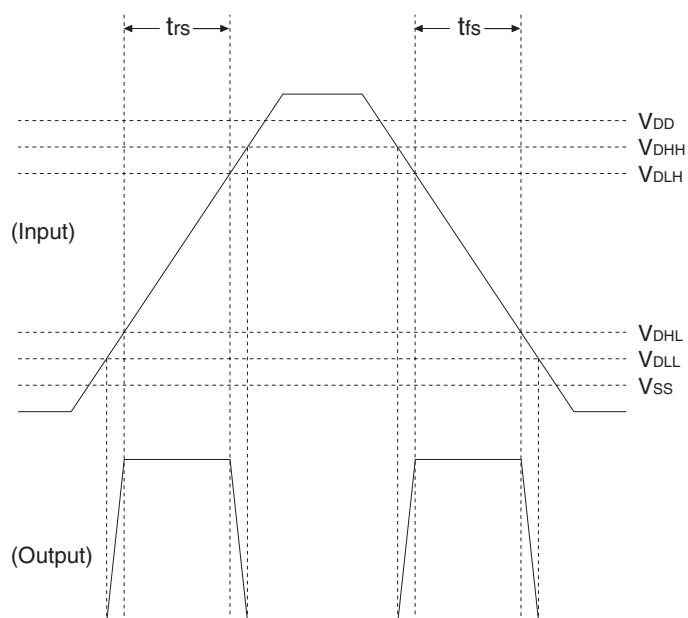 trs
tfs
VDD
VDHH
VDLH
(Input)
VDHL
VDLL
VSS
(Output)